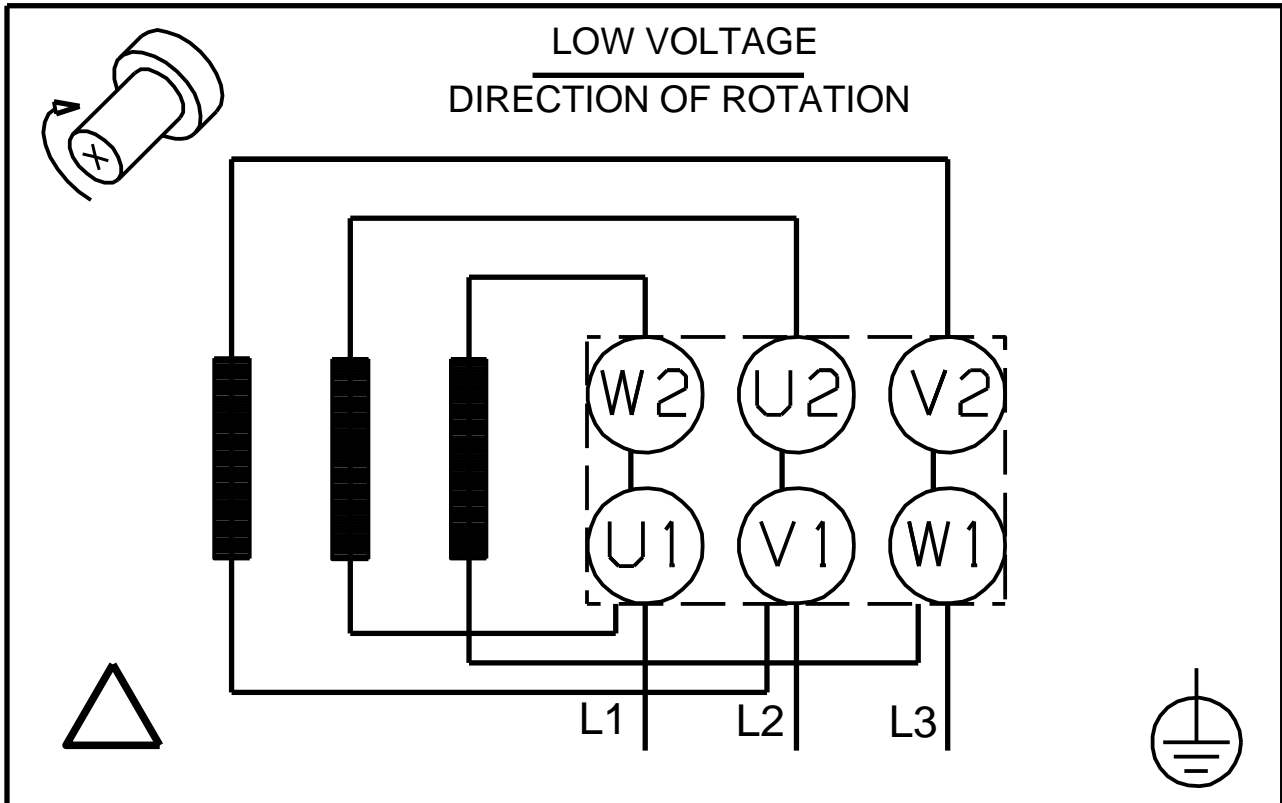 LOW VOLTAGE
DIRECTION OF ROTATION
W2 U2 V2
U1 V1 W1
L1 L2 L3